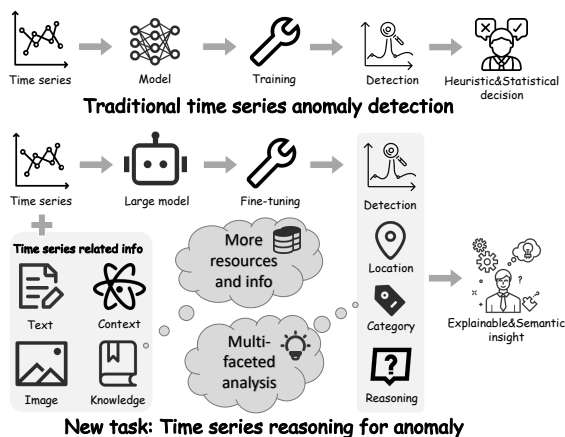 Time series
Model
Training
Detection
Heuristic&Statistical
decision
Traditional time series anomaly detection
Time series
Large model
Fine-tuning
Detection
Time series related info
Text
Context
Image
Knowledge
More
resources
and info
Multi-
faceted
analysis
Location
Category
Reasoning
Explainable&Semantic
insight
New task: Time series reasoning for anomaly